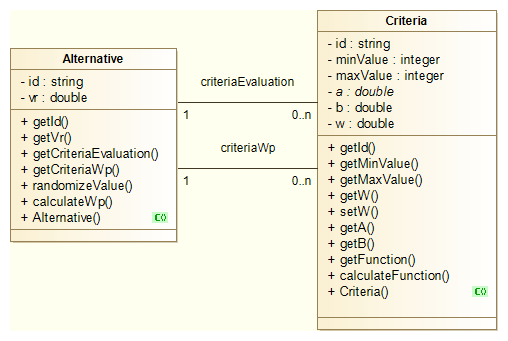 Alternative
- id : string
- vr : double
+ getId()
+ getVr()
+ getCriteriaEvaluation()
+ getCriteriaWp()
+ randomizeValue()
+ calculateWp()
+ Alternative() C()
criteriaEvaluation
1 0..n
criteriaWp
1 0..n
Criteria
- id : string
- minValue : integer
- maxValue : integer
- a : double
- b : double
- w : double
+ getId()
+ getMinValue()
+ getMaxValue()
+ getW()
+ setW()
+ getA()
+ getB()
+ getFunction()
+ calculateFunction()
+ Criteria() C()